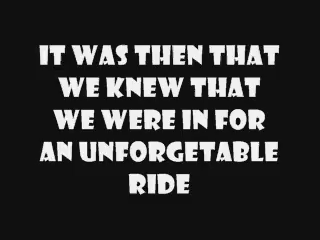 IT WAS THEN THAT
WE KNEW THAT
WE WERE IN FOR
AN UNFORGETABLE
RIDE